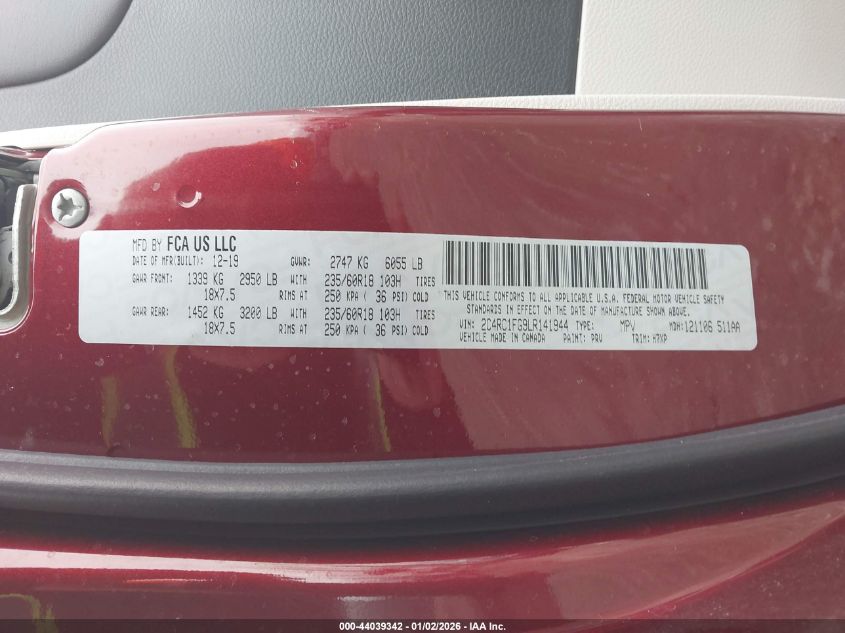 MFD BY FCA US LLC
DATE OF MFR(BUILT): 12-19 GVWR: 2747 KG 6055 LB
GAWR FRONT: 1339 KG 2950 LB WITH 235/60R18 103H TIRES
18X7.5 RIMS AT 250 KPA ( 36 PSI) COLD
GAWR REAR: 1452 KG 3200 LB WITH 235/60R18 103H TIRES
18X7.5 RIMS AT 250 KPA ( 36 PSI) COLD
THIS VEHICLE CONFORMS TO ALL APPLICABLE U.S.A. FEDERAL MOTOR VEHICLE SAFETY
STANDARDS IN EFFECT ON THE DATE OF MANUFACTURE SHOWN ABOVE.
VIN: 2C4RC1FG9LR141944 TYPE: MPV MDH: 121106 511AA
VEHICLE MADE IN CANADA PAINT: PRV TRIM: H7XP
000-44039342 - 01/02/2026 - IAA Inc.